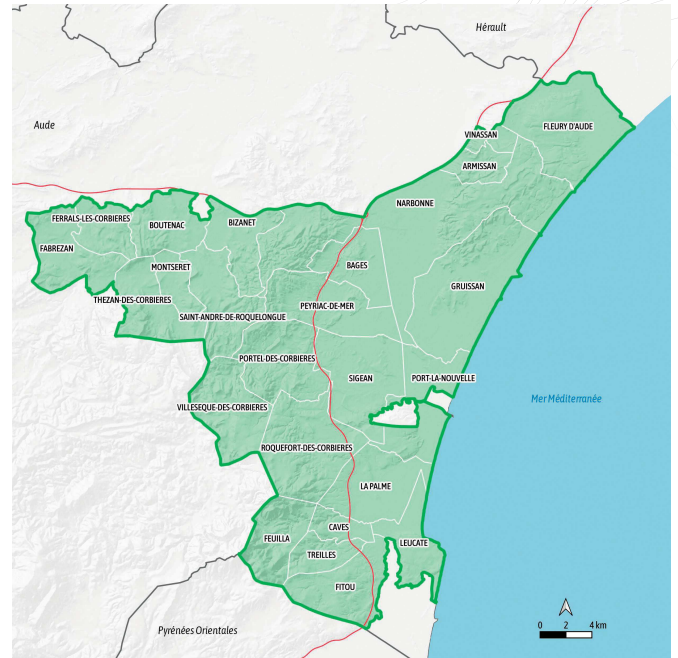 Hérault
Aude
FLEURY D'AUDE
VINASSAN
ARMISSAN
NARBONNE
FERRALS-LES-CORBIERES
BOUTENAC
BIZANET
FABREZAN
MONTSERET
BAGES
GRUISSAN
THEZAN-DES-CORBIERES
PEYRIAC-DE-MER
SAINT-ANDRE-DE-ROQUELONGUE
PORTEL-DES-CORBIERES
SIGEAN
PORT-LA-NOUVELLE
Mer Méditerranée
VILLESEQUE-DES-CORBIERES
ROQUEFORT-DES-CORBIERES
LA PALME
CAVES
FEUILLA
LEUCATE
TREILLES
FITOU
Pyrénées Orientales
0 2 4 km